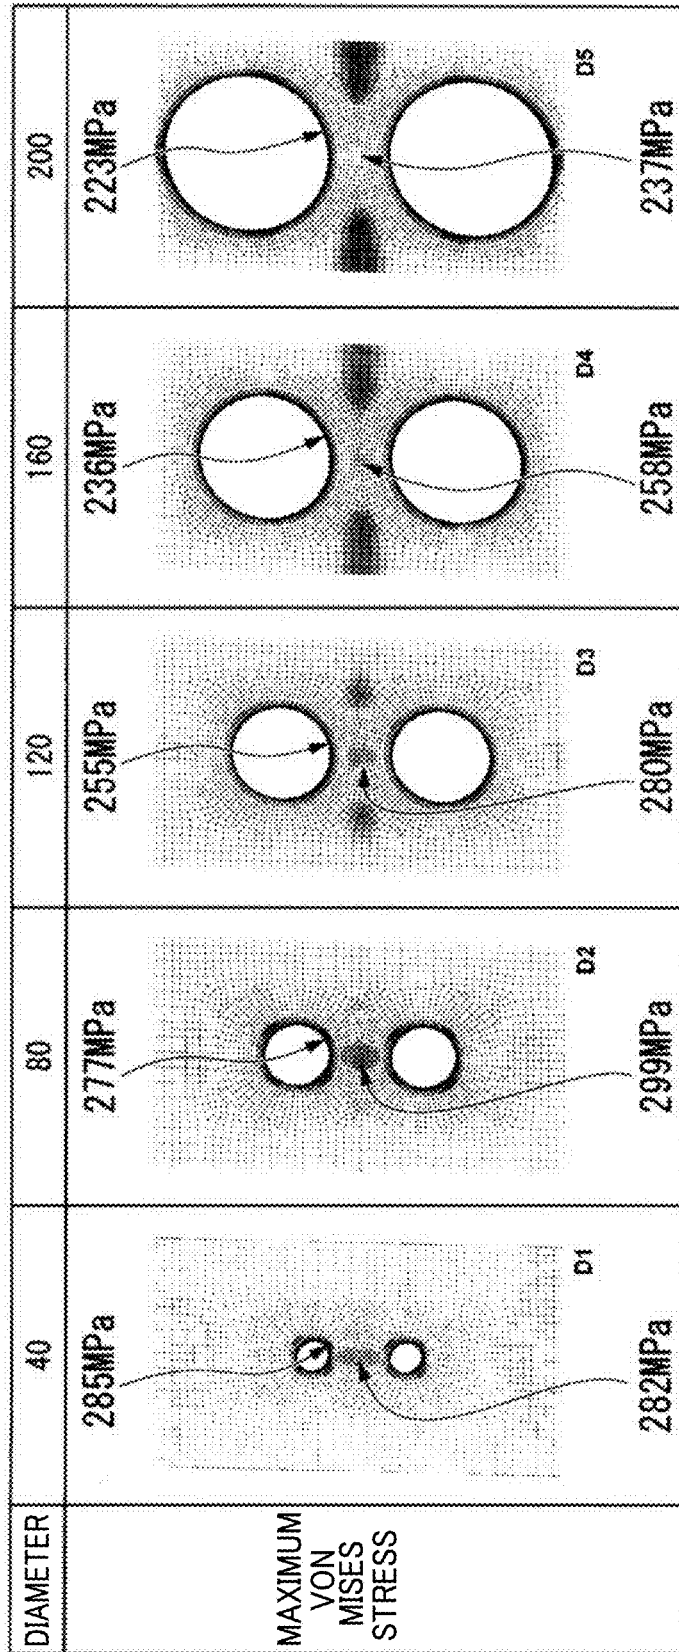 DIAMETER
40
80
120
160
200
MAXIMUM
VON
MISES
STRESS
285MPa
277MPa
255MPa
236MPa
223MPa
D1
D2
D3
D4
D5
282MPa
299MPa
280MPa
258MPa
237MPa